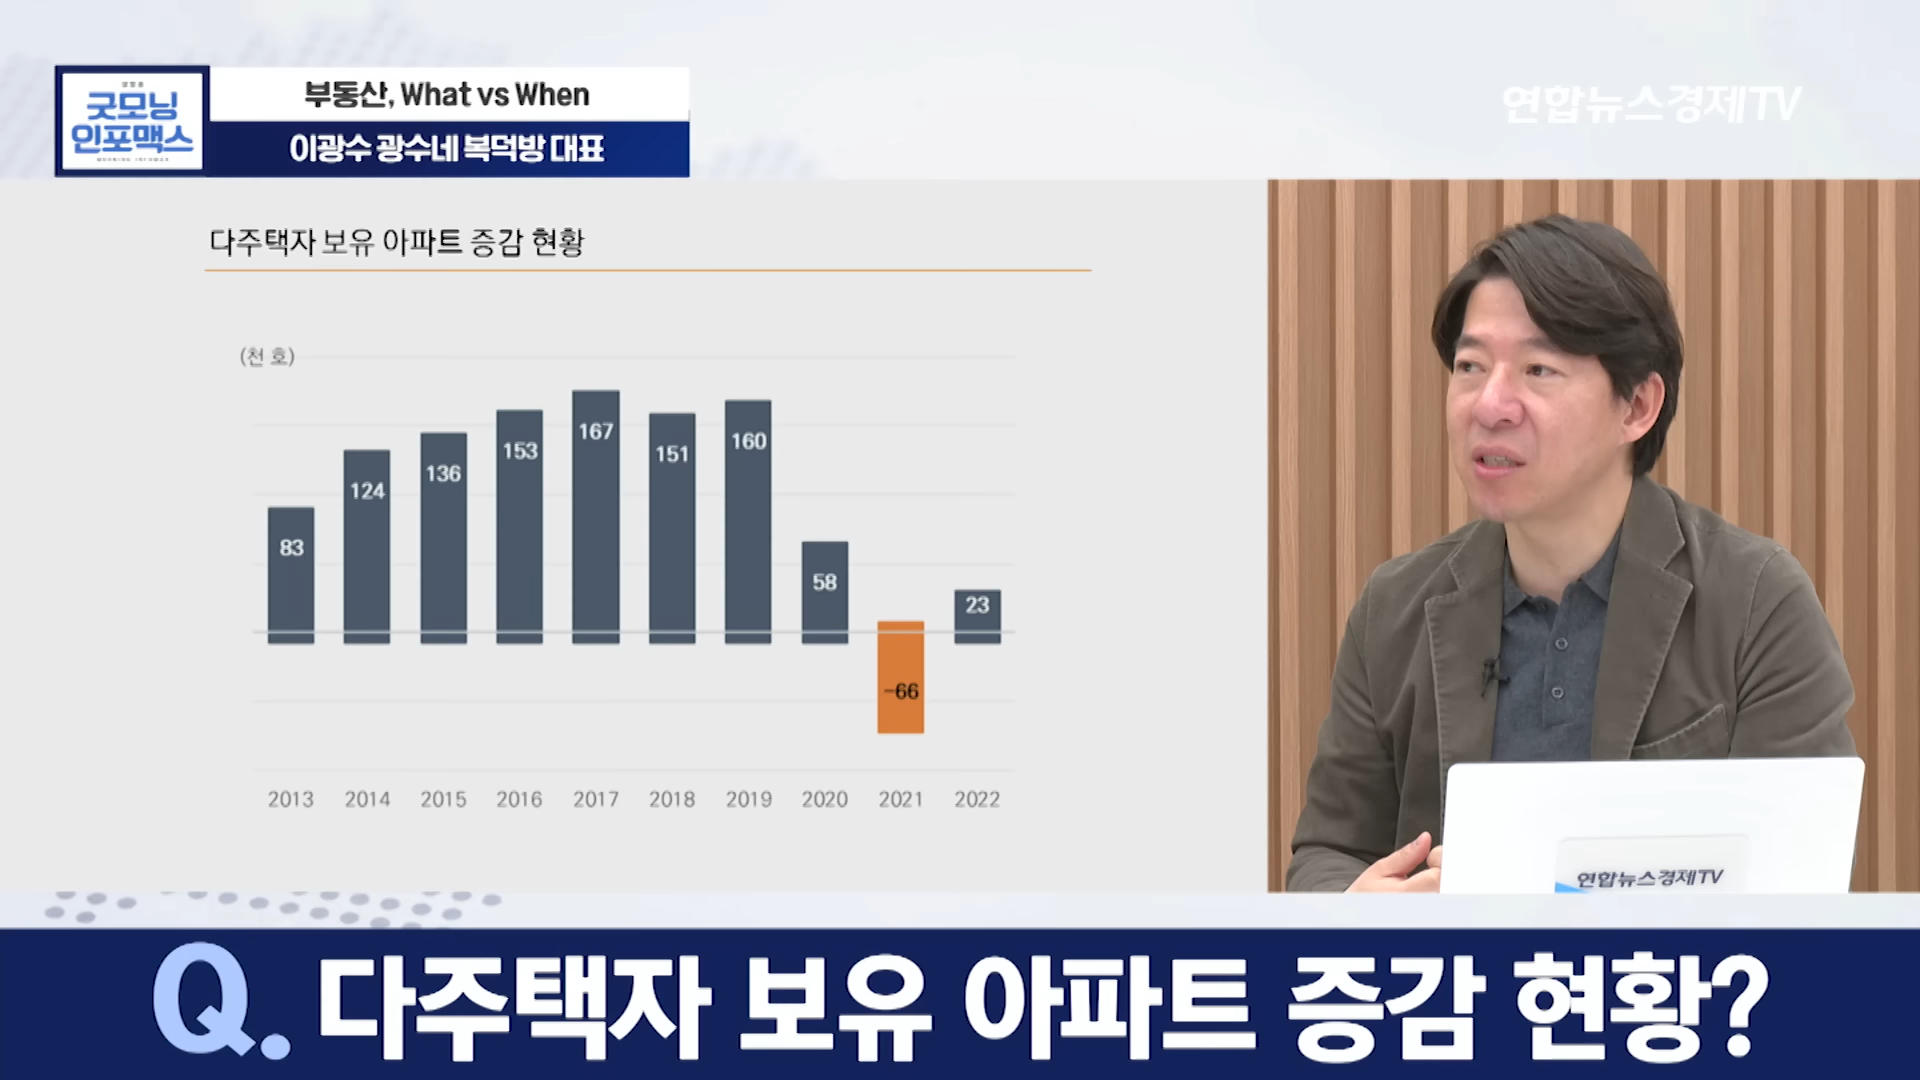 굿모닝
인포맥스
부동산, What vs When
이광수 광수네 복덕방 대표
연합뉴스경제TV
다주택자 보유 아파트 증감 현황
(천 호)
83
124
136
153
167
151
160
58
-66
23
2013 2014 2015 2016 2017 2018 2019 2020 2021 2022
연합뉴스경제TV
Q. 다주택자 보유 아파트 증감 현황?